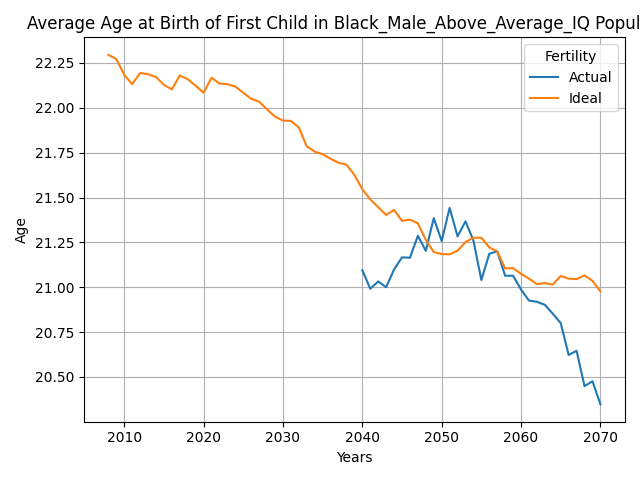 Average Age at Birth of First Child in Black_Male_Above_Average_IQ Popul
Fertility
Actual
Ideal
22.25
22.00
21.75
21.50
21.25
21.00
20.75
20.50
Age
2010 2020 2030 2040 2050 2060 2070
Years